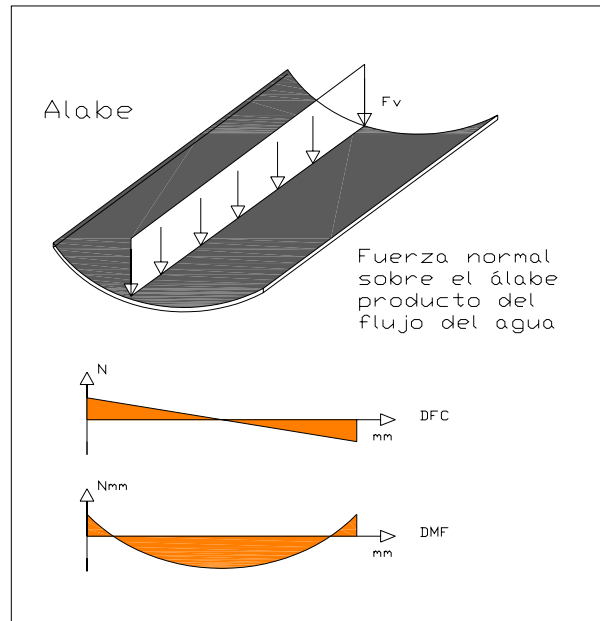 Alabe
Fv
Fuerza normal
sobre el álabe
producto del
flujo del agua
N
DFC
mm
Nmm
DMF
mm